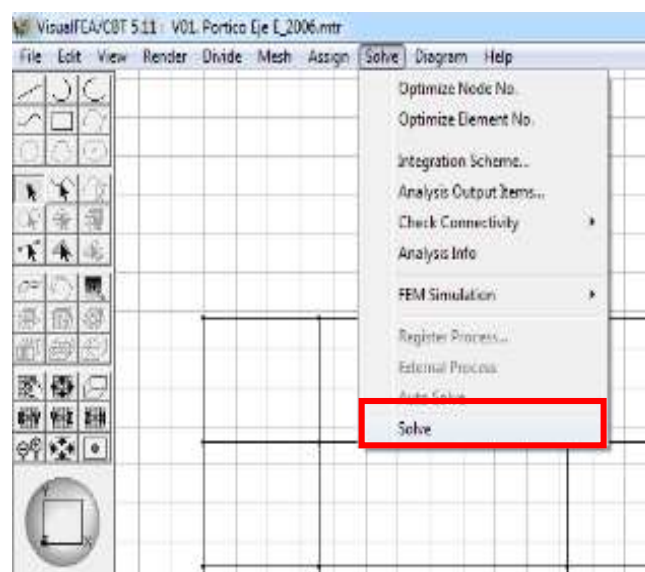 VisualFEA/CBT 5.11 : V01. Portico Eje E_2006.mtr
File Edit View Render Divide Mesh Assign Solve Diagram Help
Optimize Node No.
Optimize Element No.
Integration Scheme...
Analysis Output Items...
Check Connectivity
Analysis Info
FEM Simulation
Register Process...
External Process
Auto Solve
Solve
Y
X